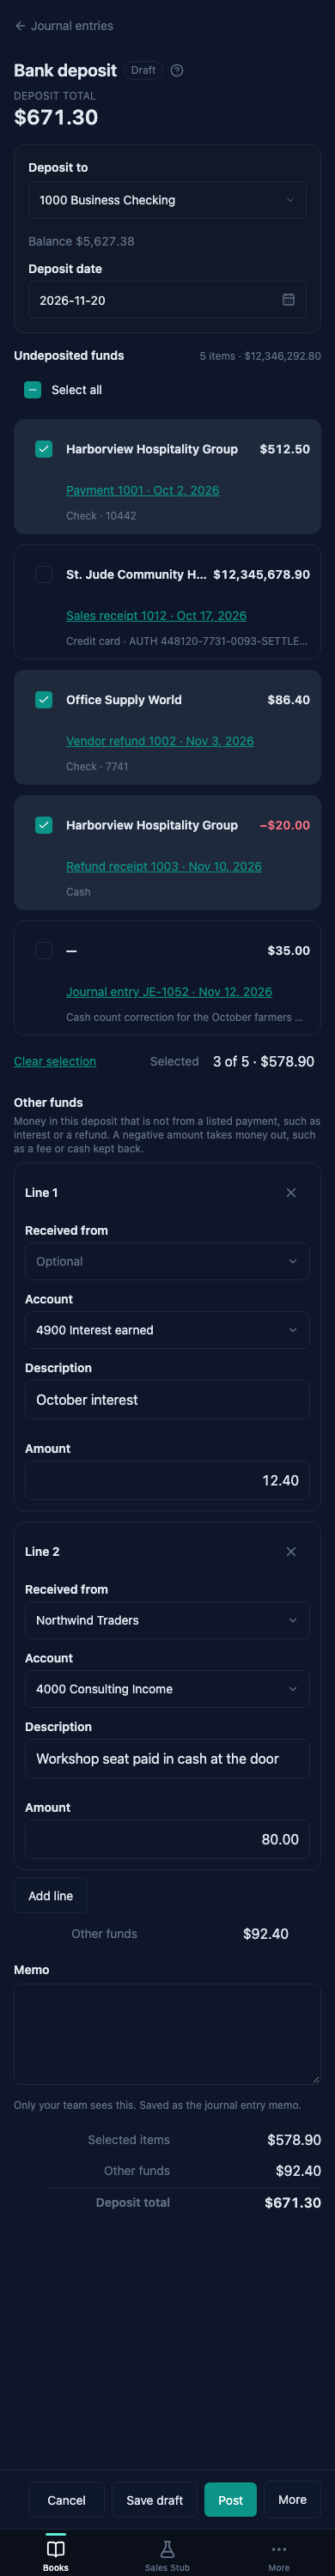 Journal entries
Bank deposit Draft
DEPOSIT TOTAL
$671.30
Deposit to
1000 Business Checking
Balance $5,627.38
Deposit date
2026-11-20
Undeposited funds 5 items · $12,346,292.80
Select all
Harborview Hospitality Group $512.50
Payment 1001 · Oct 2, 2026
Check · 10442
St. Jude Community H... $12,345,678.90
Sales receipt 1012 · Oct 17, 2026
Credit card · AUTH 448120-7731-0093-SETTLE...
Office Supply World $86.40
Vendor refund 1002 · Nov 3, 2026
Check · 7741
Harborview Hospitality Group −$20.00
Refund receipt 1003 · Nov 10, 2026
Cash
— $35.00
Journal entry JE-1052 · Nov 12, 2026
Cash count correction for the October farmers ...
Clear selection Selected 3 of 5 · $578.90
Other funds
Money in this deposit that is not from a listed payment, such as
interest or a refund. A negative amount takes money out, such
as a fee or cash kept back.
Line 1
Received from
Optional
Account
4900 Interest earned
Description
October interest
Amount
12.40
Line 2
Received from
Northwind Traders
Account
4000 Consulting Income
Description
Workshop seat paid in cash at the door
Amount
80.00
Add line
Other funds $92.40
Memo
Only your team sees this. Saved as the journal entry memo.
Selected items $578.90
Other funds $92.40
Deposit total $671.30
Cancel Save draft Post More
Books Sales Stub More